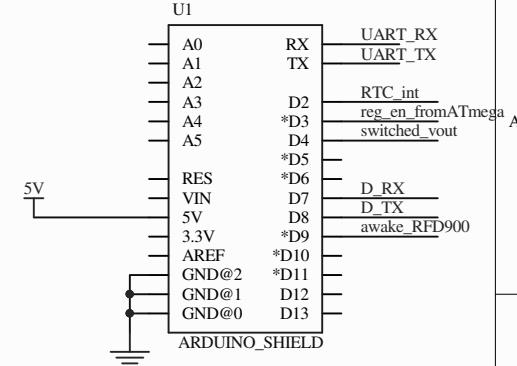 U1
A0 RX UART_RX
A1 TX UART_TX
A2
A3 D2 RTC_int
A4 *D3 reg_en_fromATmega
A5 D4 switched_vout
*D5
RES *D6
VIN D7 D_RX
5V 5V D8 D_TX
3.3V *D9 awake_RFD900
AREF *D10
GND@2 *D11
GND@1 D12
GND@0 D13
ARDUINO_SHIELD